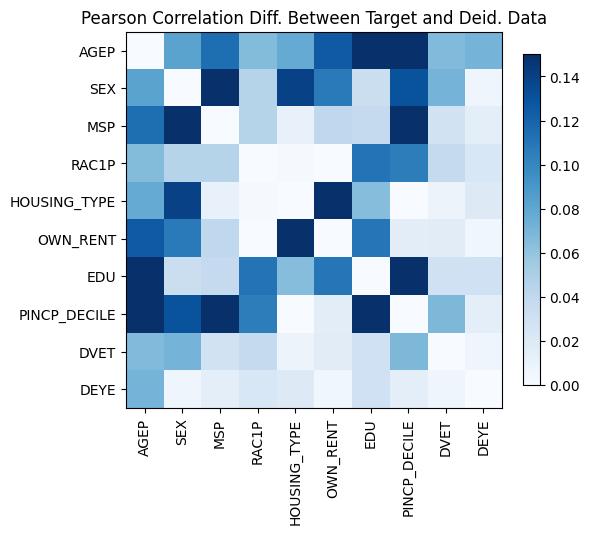 Pearson Correlation Diff. Between Target and Deid. Data
AGEP
SEX
MSP
RAC1P
HOUSING_TYPE
OWN_RENT
EDU
PINCP_DECILE
DVET
DEYE
AGEP
SEX
MSP
RAC1P
HOUSING_TYPE
OWN_RENT
EDU
PINCP_DECILE
DVET
DEYE
0.14
0.12
0.10
0.08
0.06
0.04
0.02
0.00